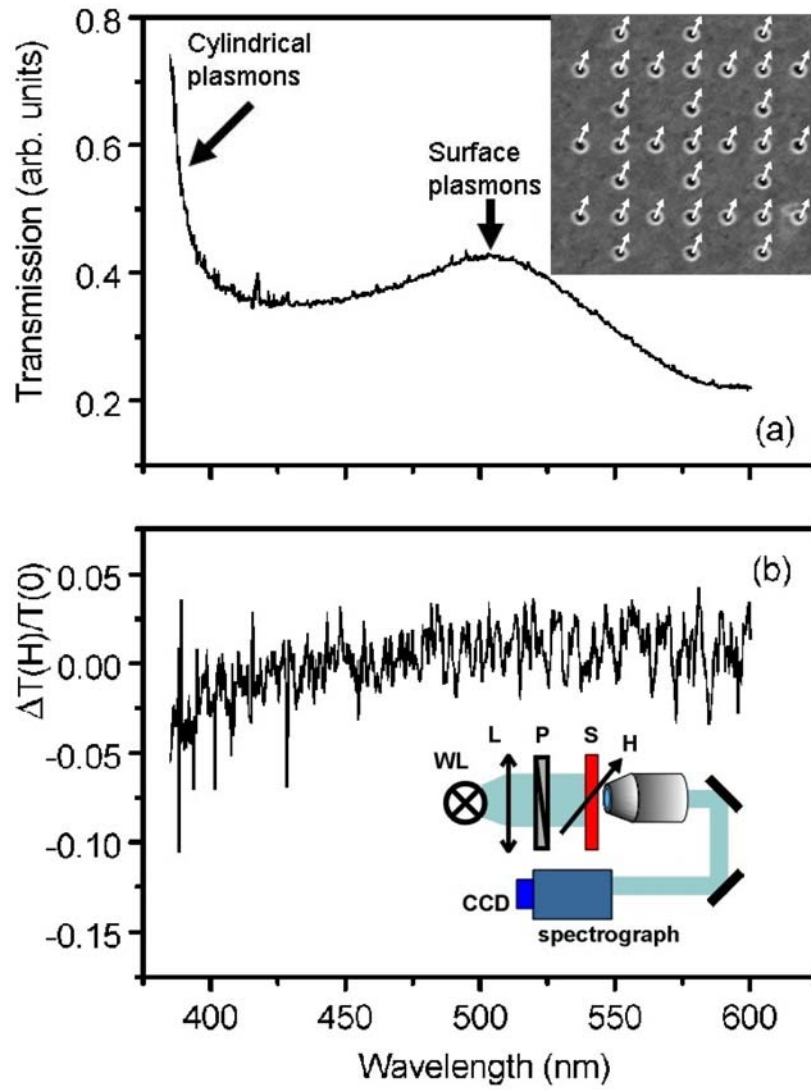 0.8
Cylindrical
plasmons
0.6
Surface
plasmons
0.4
0.2
Transmission (arb. units)
(a)
(b)
0.05
0.00
-0.05
-0.10
-0.15
ΔT(H)/T(0)
L P S H
WL
CCD
spectrograph
400 450 500 550 600
Wavelength (nm)